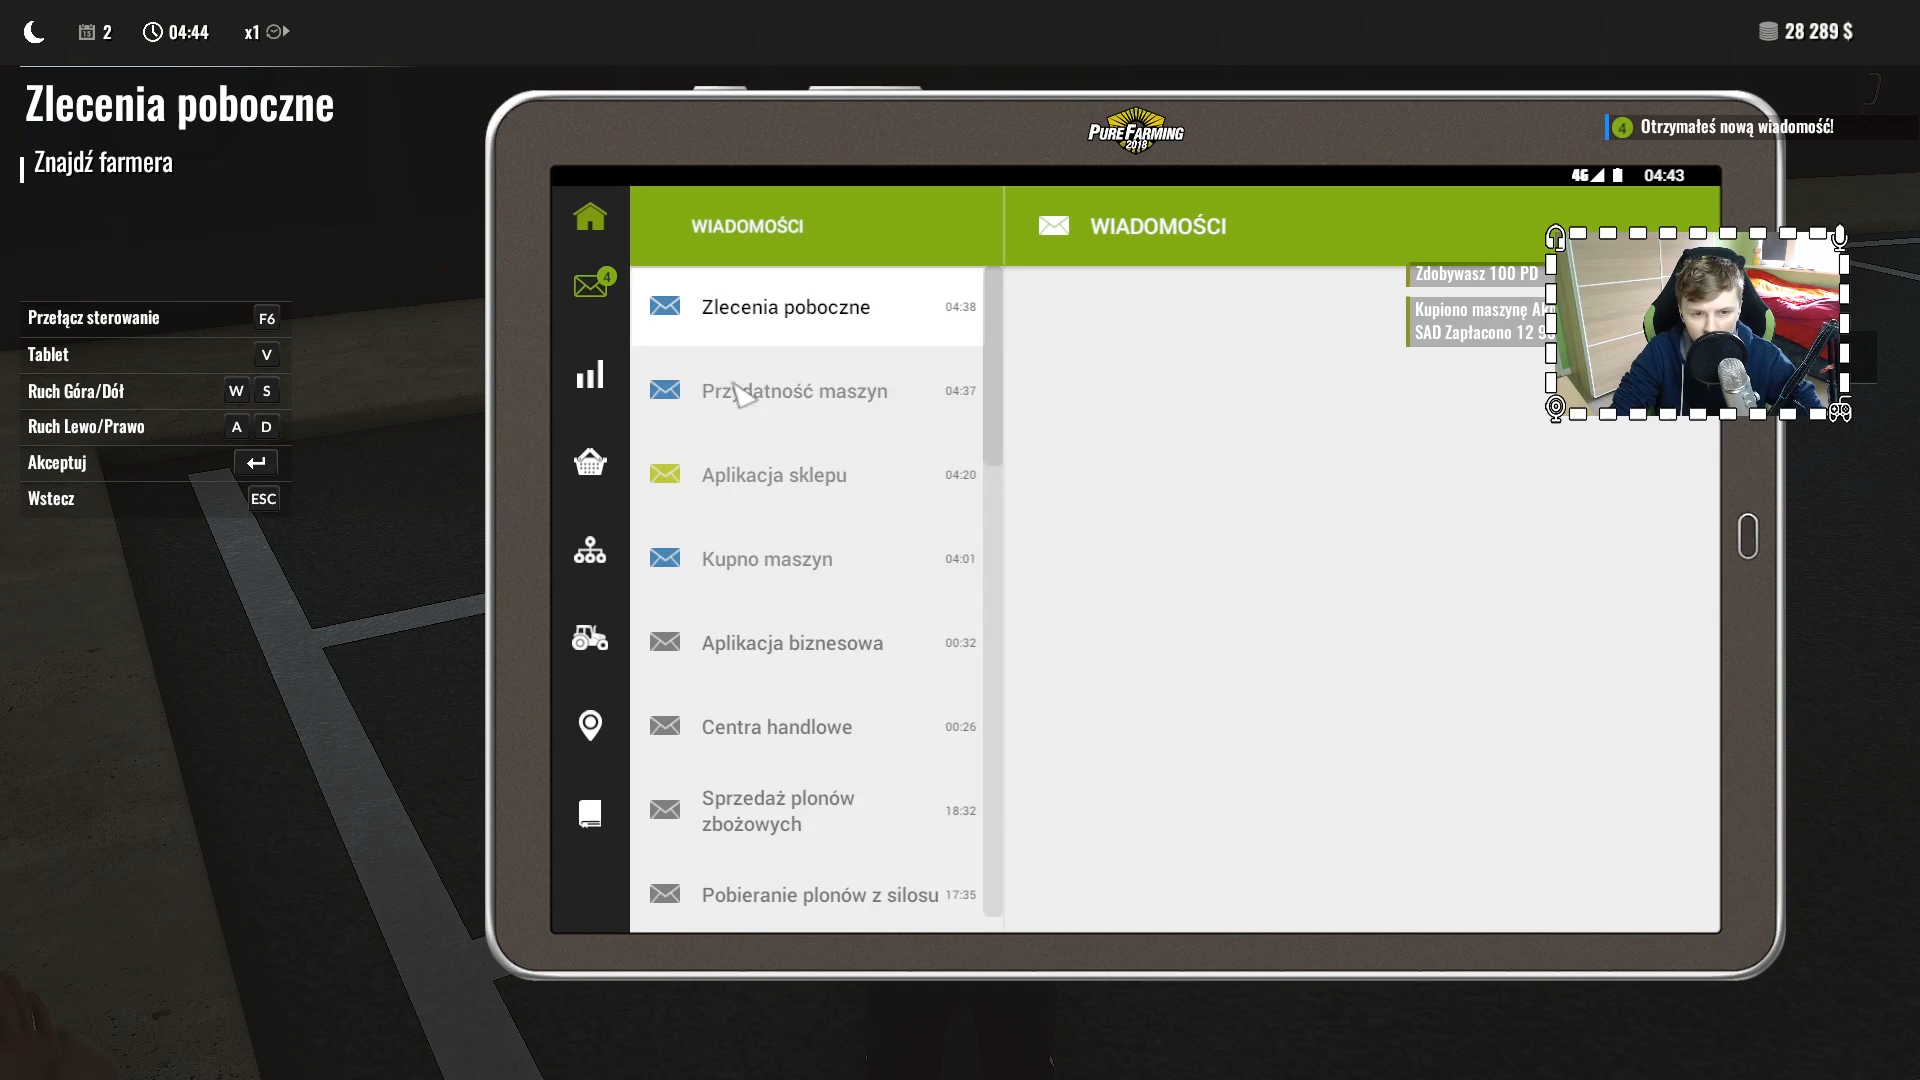 2
04:44
x1
28 289 $
Zlecenia poboczne
Znajdź farmera
Przełącz sterowanie F6
Tablet V
Ruch Góra/Dół W S
Ruch Lewo/Prawo A D
Akceptuj
Wstecz ESC
PURE FARMING
2018
4 Otrzymałeś nową wiadomość!
4G 04:43
WIADOMOŚCI
WIADOMOŚCI
4
Zlecenia poboczne 04:38
Przydatność maszyn 04:37
Aplikacja sklepu 04:20
Kupno maszyn 04:01
Aplikacja biznesowa 00:32
Centra handlowe 00:26
Sprzedaż plonów
zbożowych 18:32
Pobieranie plonów z silosu 17:35
Zdobywasz 100 PD
Kupiono maszynę
SAD Zapłacono 12